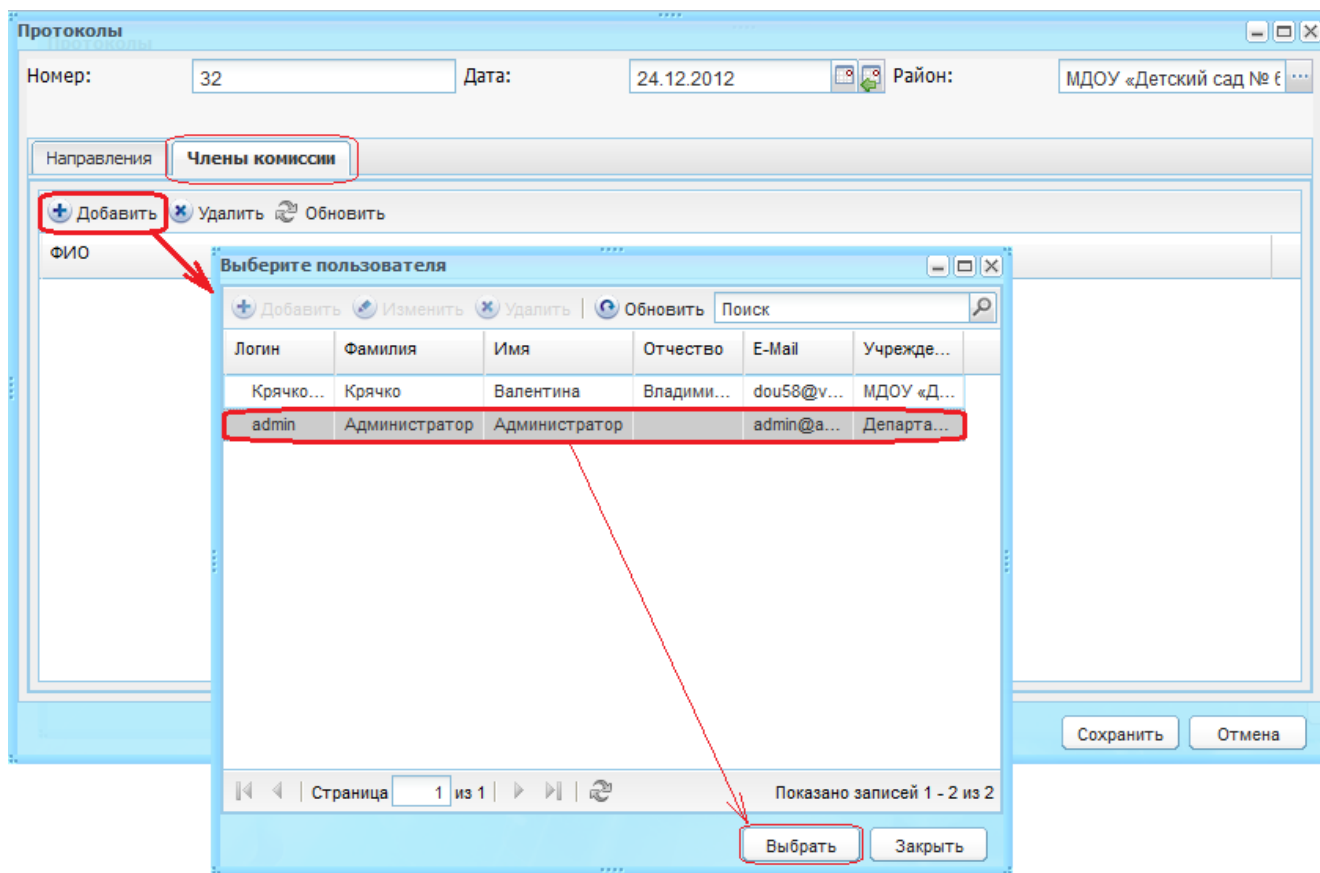 Протоколы
Номер: 32 Дата: 24.12.2012 Район: МДОУ «Детский сад № 6
Направления Члены комиссии
Добавить Удалить Обновить
ФИО
Выберите пользователя
Добавить Изменить Удалить Обновить Поиск
Логин Фамилия Имя Отчество E-Mail Учрежде...
Крячко... Крячко Валентина Владими... dou58@v... МДОУ «Д...
admin Администратор Администратор admin@a... Департа...
Сохранить Отмена
Страница 1 из 1 Показано записей 1 - 2 из 2
Выбрать Закрыть